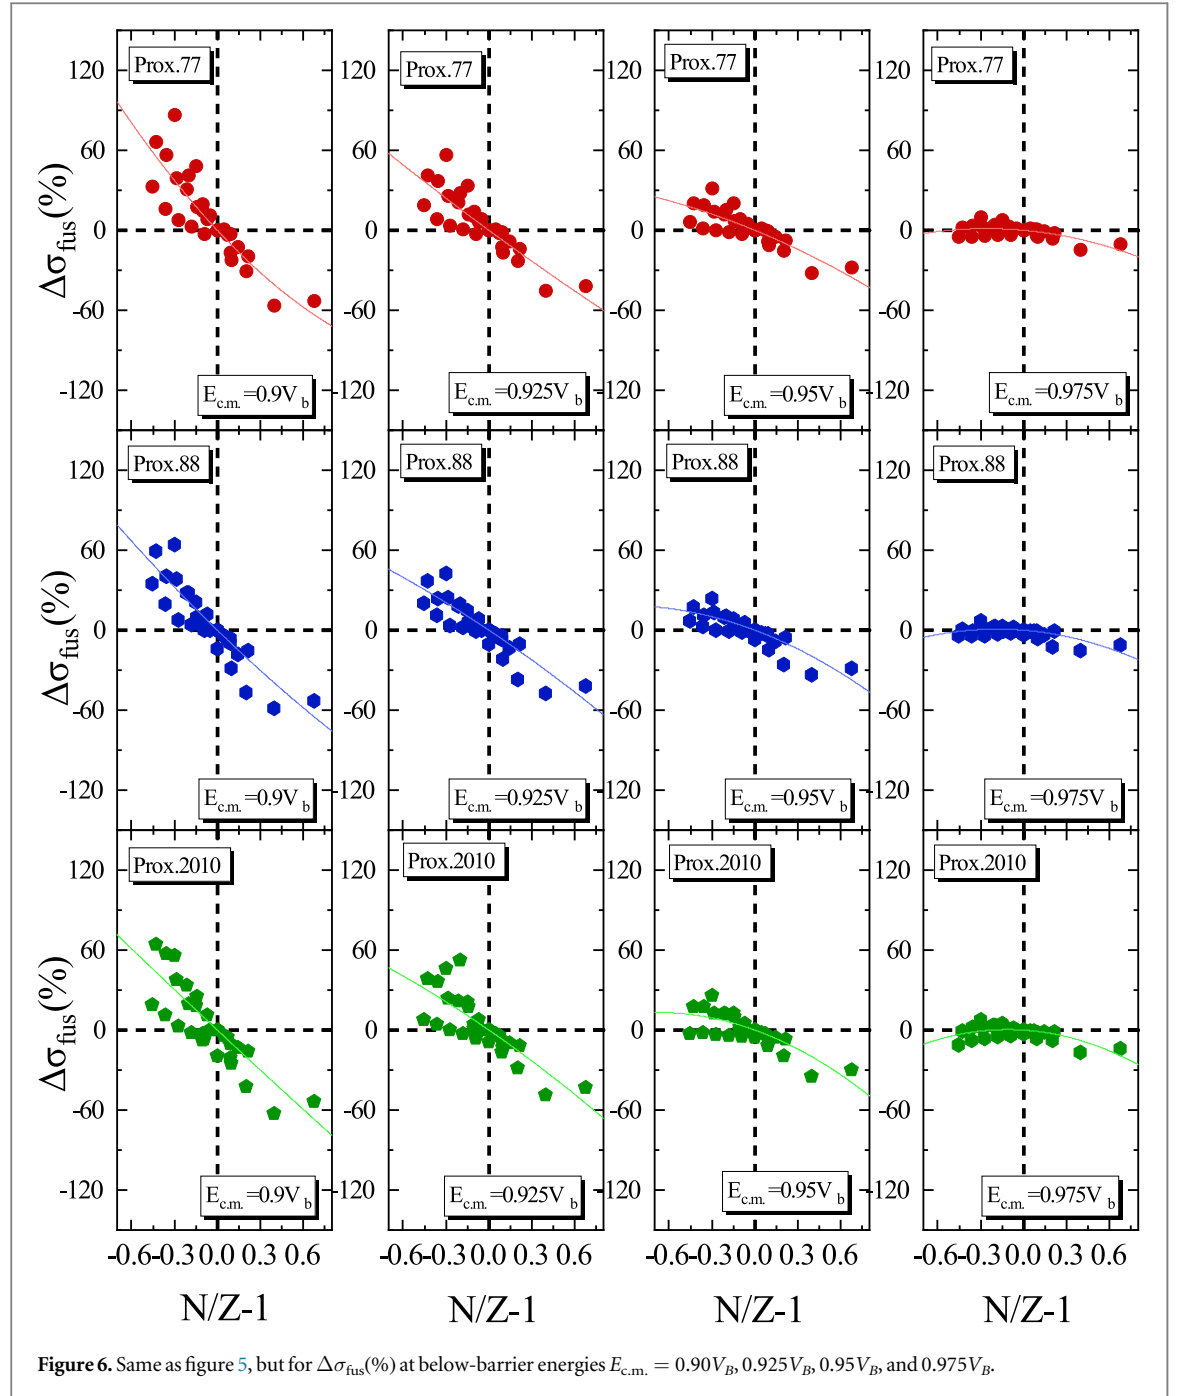 Prox.77 Prox.77 Prox.77 Prox.77
120 120 120 120
60 60 60 60
0 0 0 0
-60 -60 -60 -60
-120 -120 -120 -120
Δσfus(%)
Ec.m.=0.9Vb Ec.m.=0.925Vb Ec.m.=0.95Vb Ec.m.=0.975Vb
Prox.88 Prox.88 Prox.88 Prox.88
120 120 120 120
60 60 60 60
0 0 0 0
-60 -60 -60 -60
-120 -120 -120 -120
Δσfus(%)
Ec.m.=0.9Vb Ec.m.=0.925Vb Ec.m.=0.95Vb Ec.m.=0.975Vb
Prox.2010 Prox.2010 Prox.2010 Prox.2010
120 120 120 120
60 60 60 60
0 0 0 0
-60 -60 -60 -60
-120 -120 -120 -120
Δσfus(%)
Ec.m.=0.9Vb Ec.m.=0.925Vb Ec.m.=0.95Vb Ec.m.=0.975Vb
-0.6 -0.3 0.0 0.3 0.6 -0.6 -0.3 0.0 0.3 0.6 -0.6 -0.3 0.0 0.3 0.6 -0.6 -0.3 0.0 0.3 0.6
N/Z-1 N/Z-1 N/Z-1 N/Z-1
Figure 6. Same as figure 5, but for Δσfus(%) at below-barrier energies Ec.m. = 0.90VB, 0.925VB, 0.95VB, and 0.975VB.